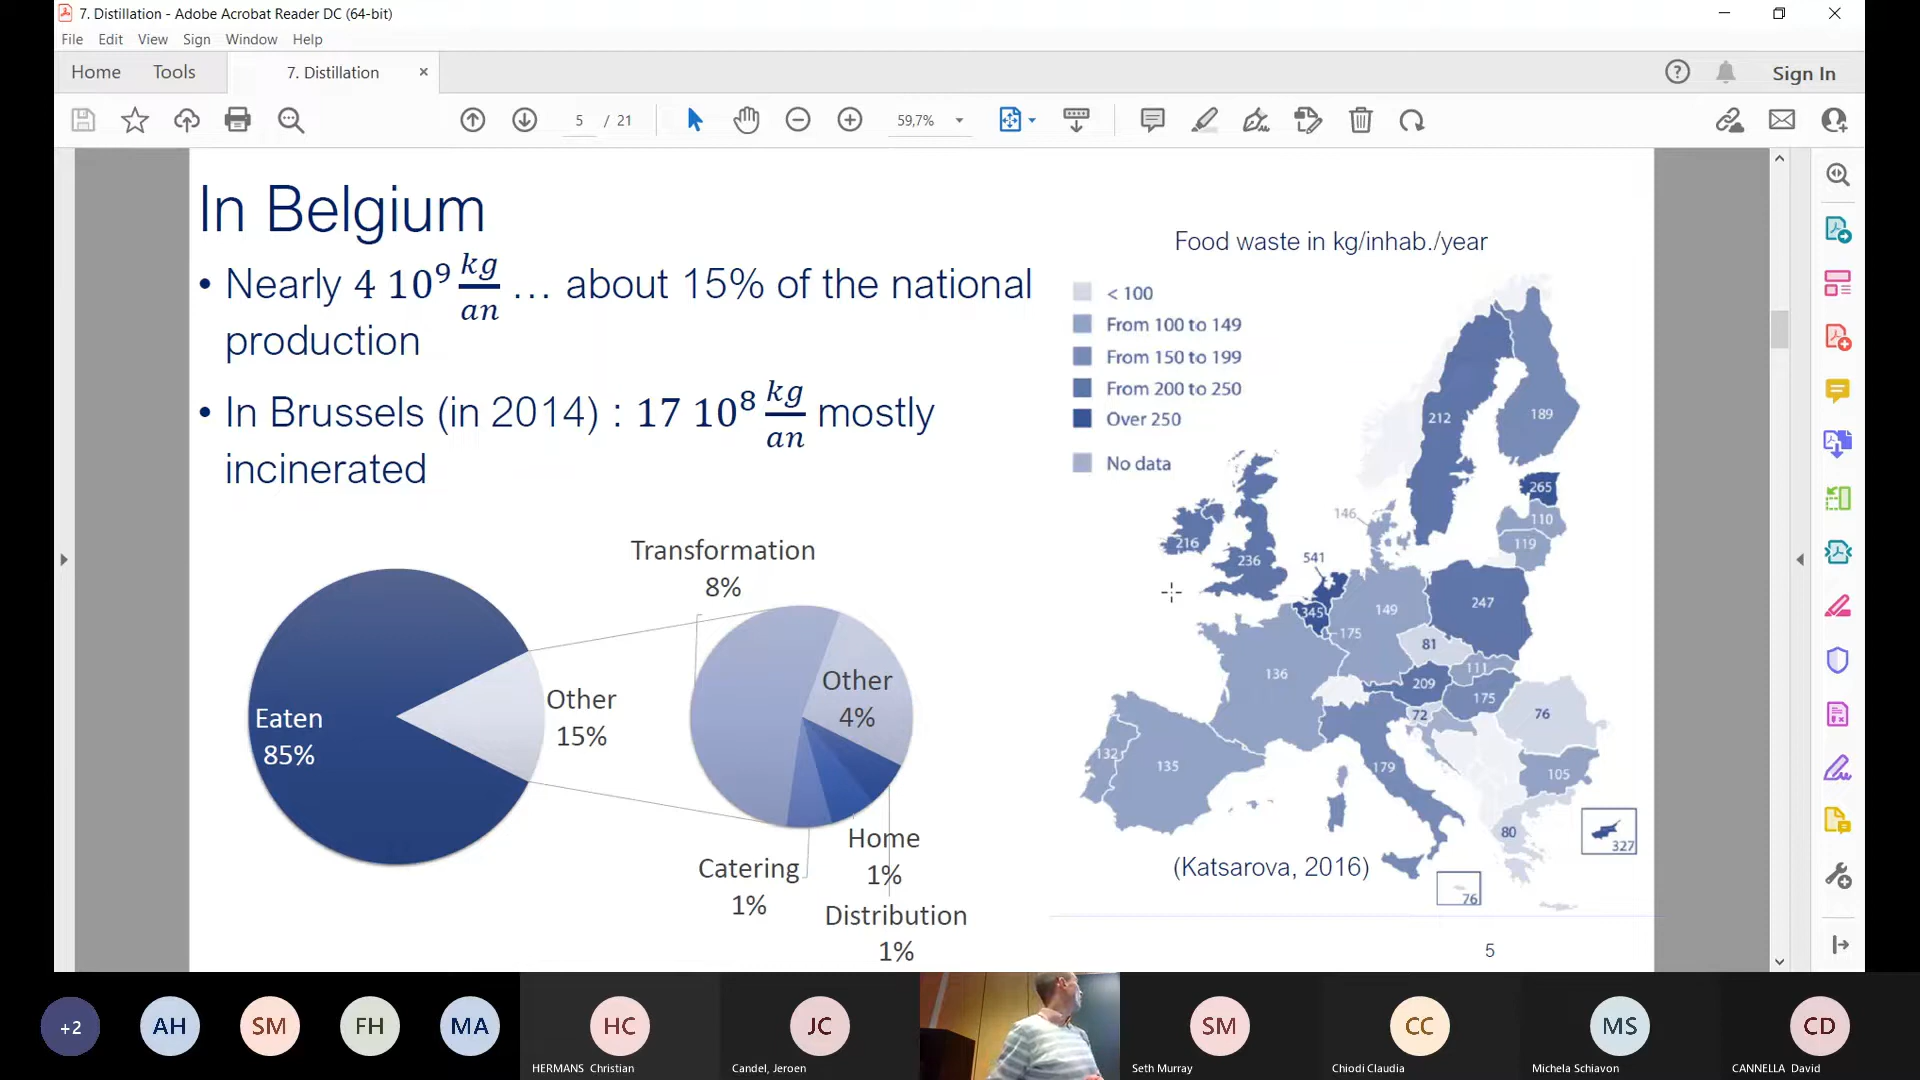 7. Distillation - Adobe Acrobat Reader DC (64-bit)
File Edit View Sign Window Help
Home Tools 7. Distillation × Sign In
5 / 21 59,7%
In Belgium
• Nearly 4 10⁹ kg/an … about 15% of the national
production
• In Brussels (in 2014) : 17 10⁸ kg/an mostly
incinerated
Eaten
85%
Other
15%
Transformation
8%
Other
4%
Home
1%
Catering
1%
Distribution
1%
Food waste in kg/inhab./year
< 100
From 100 to 149
From 150 to 199
From 200 to 250
Over 250
No data
212
189
265
110
119
146
216
236
541
345
149
247
175
81
111
136
209
175
72
76
132
135
179
105
80
327
76
(Katsarova, 2016)
5
+2
AH
SM
FH
MA
HC
HERMANS Christian
JC
Candel, Jeroen
SM
Seth Murray
CC
Chiodi Claudia
MS
Michela Schiavon
CD
CANNELLA David